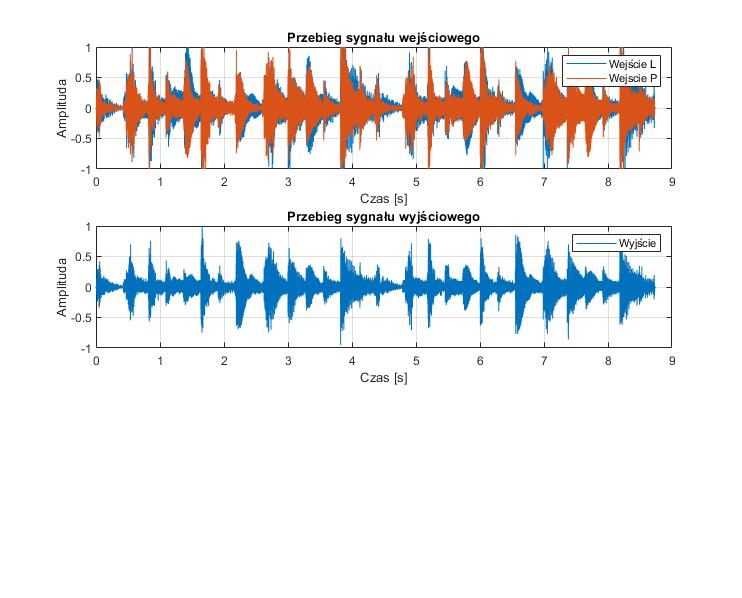 Przebieg sygnału wejściowego
1
0.5
0
-0.5
-1
Amplituda
Wejście L
Wejscie P
0 1 2 3 4 5 6 7 8 9
Czas [s]
Przebieg sygnału wyjściowego
1
0.5
0
-0.5
-1
Amplituda
Wyjście
0 1 2 3 4 5 6 7 8 9
Czas [s]